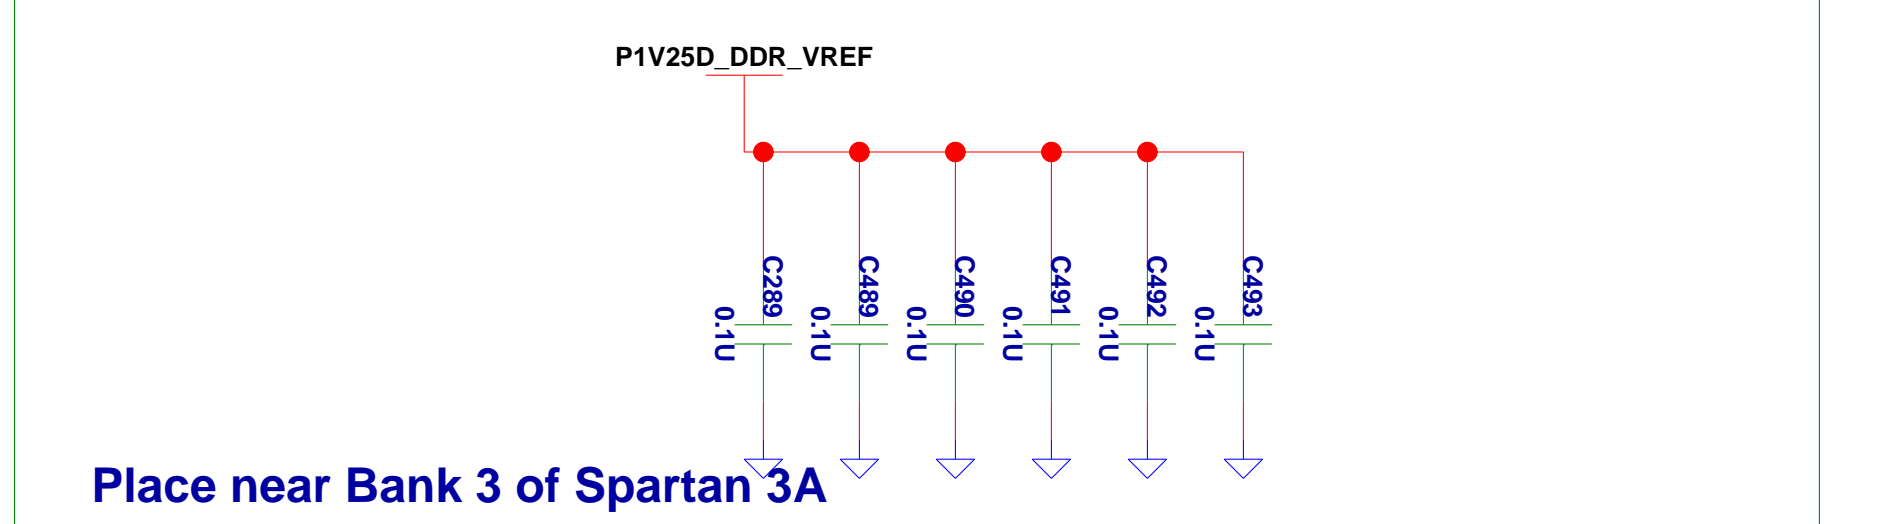 P1V25D_DDR_VREF
C289
C489
C490
C491
C492
C493
0.1U
0.1U
0.1U
0.1U
0.1U
0.1U
Place near Bank 3 of Spartan 3A